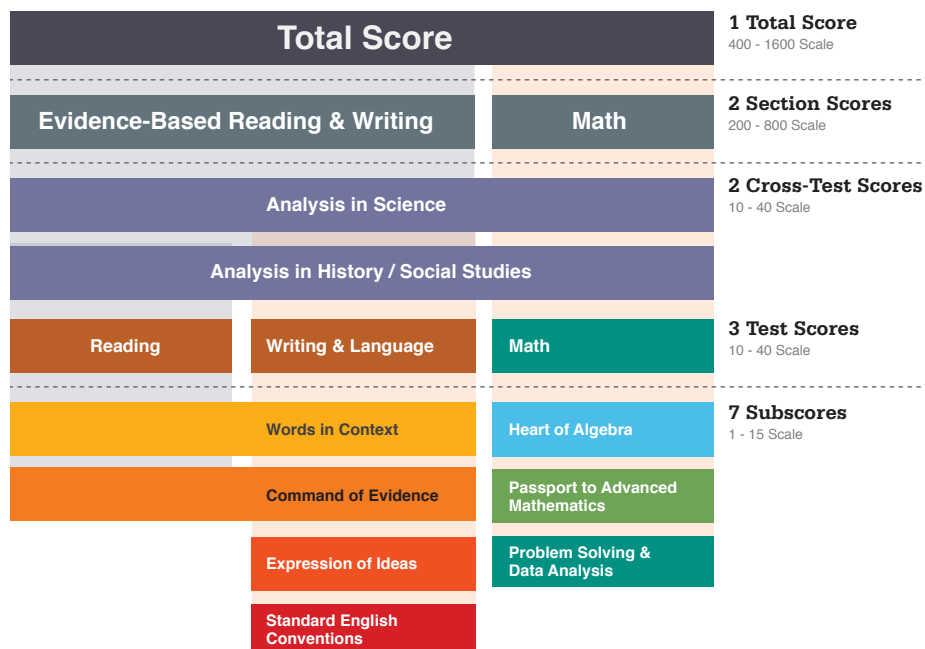 Total Score
1 Total Score
400 - 1600 Scale
Evidence-Based Reading & Writing
Math
2 Section Scores
200 - 800 Scale
Analysis in Science
2 Cross-Test Scores
10 - 40 Scale
Analysis in History / Social Studies
Reading
Writing & Language
Math
3 Test Scores
10 - 40 Scale
Words in Context
Heart of Algebra
7 Subscores
1 - 15 Scale
Command of Evidence
Passport to Advanced
Mathematics
Expression of Ideas
Problem Solving &
Data Analysis
Standard English
Conventions